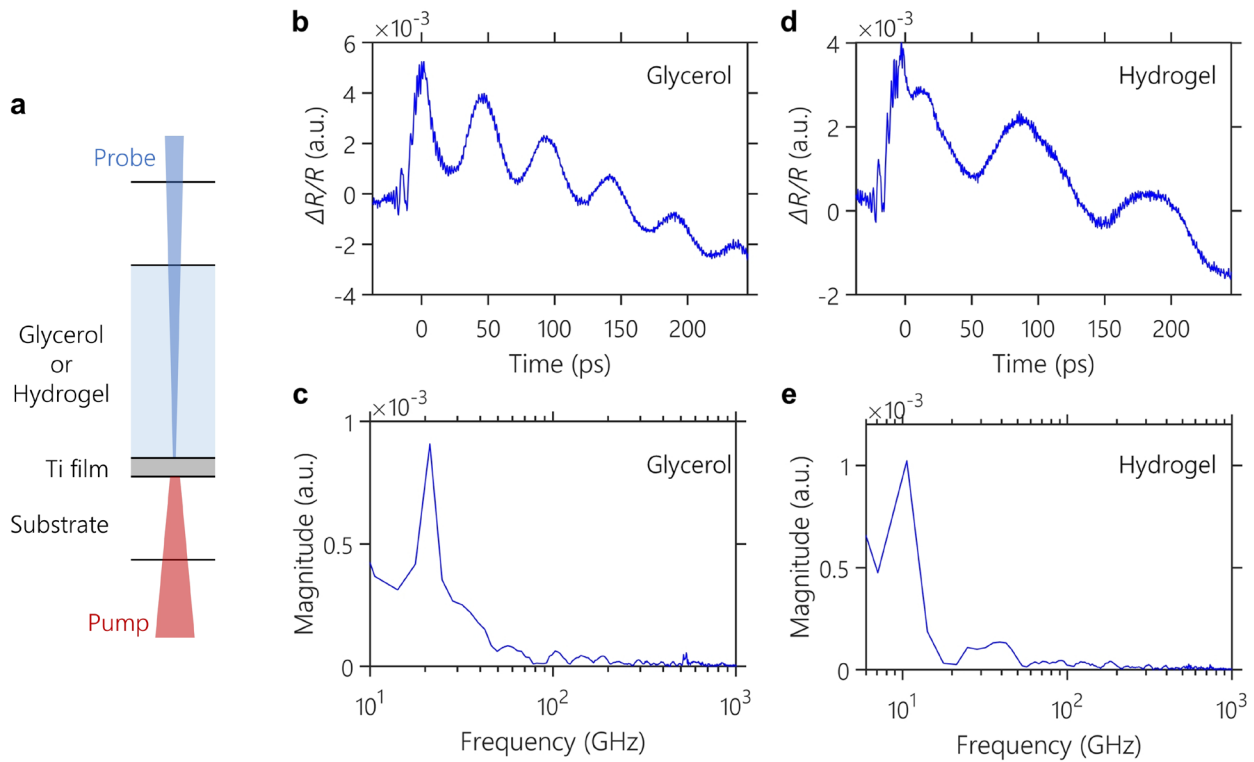 a
Probe
Glycerol
or
Hydrogel
Ti film
Substrate
Pump
b
×10⁻³
6
4
2
0
-2
-4
ΔR/R (a.u.)
Glycerol
0 50 100 150 200
Time (ps)
d
×10⁻³
4
2
0
-2
ΔR/R (a.u.)
Hydrogel
0 50 100 150 200
Time (ps)
c
×10⁻³
1
0.5
0
Magnitude (a.u.)
Glycerol
10¹ 10² 10³
Frequency (GHz)
e
×10⁻³
1
0.5
0
Magnitude (a.u.)
Hydrogel
10¹ 10² 10³
Frequency (GHz)